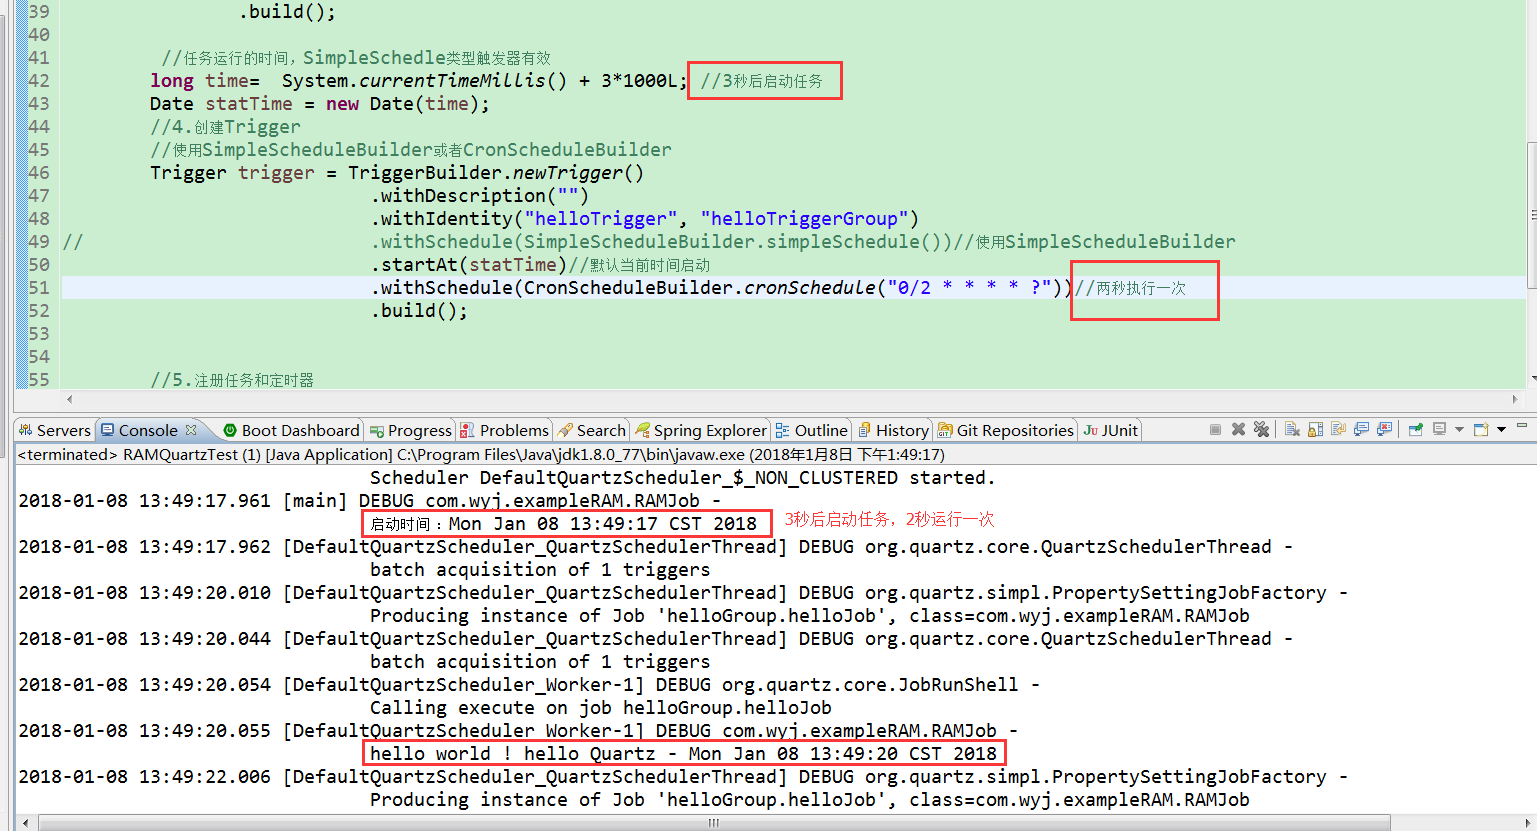 39 .build();
40
41 //任务运行的时间，SimpleSchedle类型触发器有效
42 long time=  System.currentTimeMillis() + 3*1000L; //3秒后启动任务
43 Date statTime = new Date(time);
44 //4.创建Trigger
45 //使用SimpleScheduleBuilder或者CronScheduleBuilder
46 Trigger trigger = TriggerBuilder.newTrigger()
47 .withDescription("")
48 .withIdentity("helloTrigger", "helloTriggerGroup")
49 // .withSchedule(SimpleScheduleBuilder.simpleSchedule())//使用SimpleScheduleBuilder
50 .startAt(statTime)//默认当前时间启动
51 .withSchedule(CronScheduleBuilder.cronSchedule("0/2 * * * * ?"))//两秒执行一次
52 .build();
53
54
55 //5.注册任务和定时器
Servers Console Boot Dashboard Progress Problems Search Spring Explorer Outline History Git Repositories JUnit
<terminated> RAMQuartzTest (1) [Java Application] C:\Program Files\Java\jdk1.8.0_77\bin\javaw.exe (2018年1月8日 下午1:49:17)
Scheduler DefaultQuartzScheduler_$_NON_CLUSTERED started.
2018-01-08 13:49:17.961 [main] DEBUG com.wyj.exampleRAM.RAMJob -
启动时间：Mon Jan 08 13:49:17 CST 2018 3秒后启动任务，2秒运行一次
2018-01-08 13:49:17.962 [DefaultQuartzScheduler_QuartzSchedulerThread] DEBUG org.quartz.core.QuartzSchedulerThread -
batch acquisition of 1 triggers
2018-01-08 13:49:20.010 [DefaultQuartzScheduler_QuartzSchedulerThread] DEBUG org.quartz.simpl.PropertySettingJobFactory -
Producing instance of Job 'helloGroup.helloJob', class=com.wyj.exampleRAM.RAMJob
2018-01-08 13:49:20.044 [DefaultQuartzScheduler_QuartzSchedulerThread] DEBUG org.quartz.core.QuartzSchedulerThread -
batch acquisition of 1 triggers
2018-01-08 13:49:20.054 [DefaultQuartzScheduler_Worker-1] DEBUG org.quartz.core.JobRunShell -
Calling execute on job helloGroup.helloJob
2018-01-08 13:49:20.055 [DefaultQuartzScheduler_Worker-1] DEBUG com.wyj.exampleRAM.RAMJob -
hello world ! hello Quartz - Mon Jan 08 13:49:20 CST 2018
2018-01-08 13:49:22.006 [DefaultQuartzScheduler_QuartzSchedulerThread] DEBUG org.quartz.simpl.PropertySettingJobFactory -
Producing instance of Job 'helloGroup.helloJob', class=com.wyj.exampleRAM.RAMJob